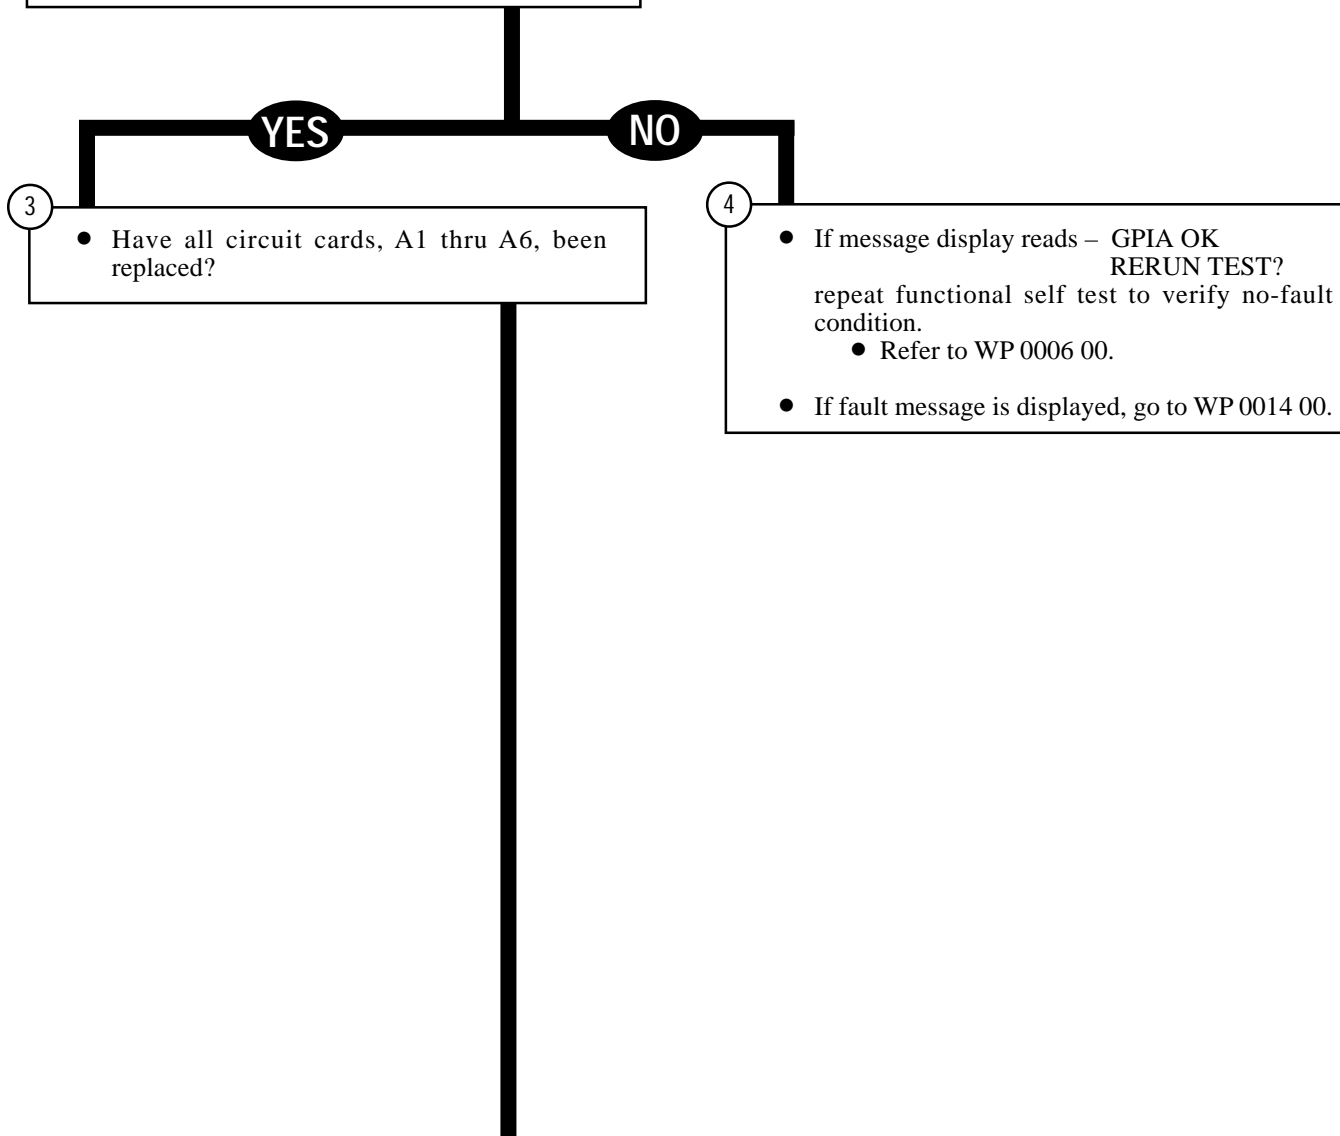 YES
NO
3
● Have all circuit cards, A1 thru A6, been
replaced?
4
● If message display reads – GPIA OK
RERUN TEST?
repeat functional self test to verify no-fault
condition.
● Refer to WP 0006 00.
● If fault message is displayed, go to WP 0014 00.